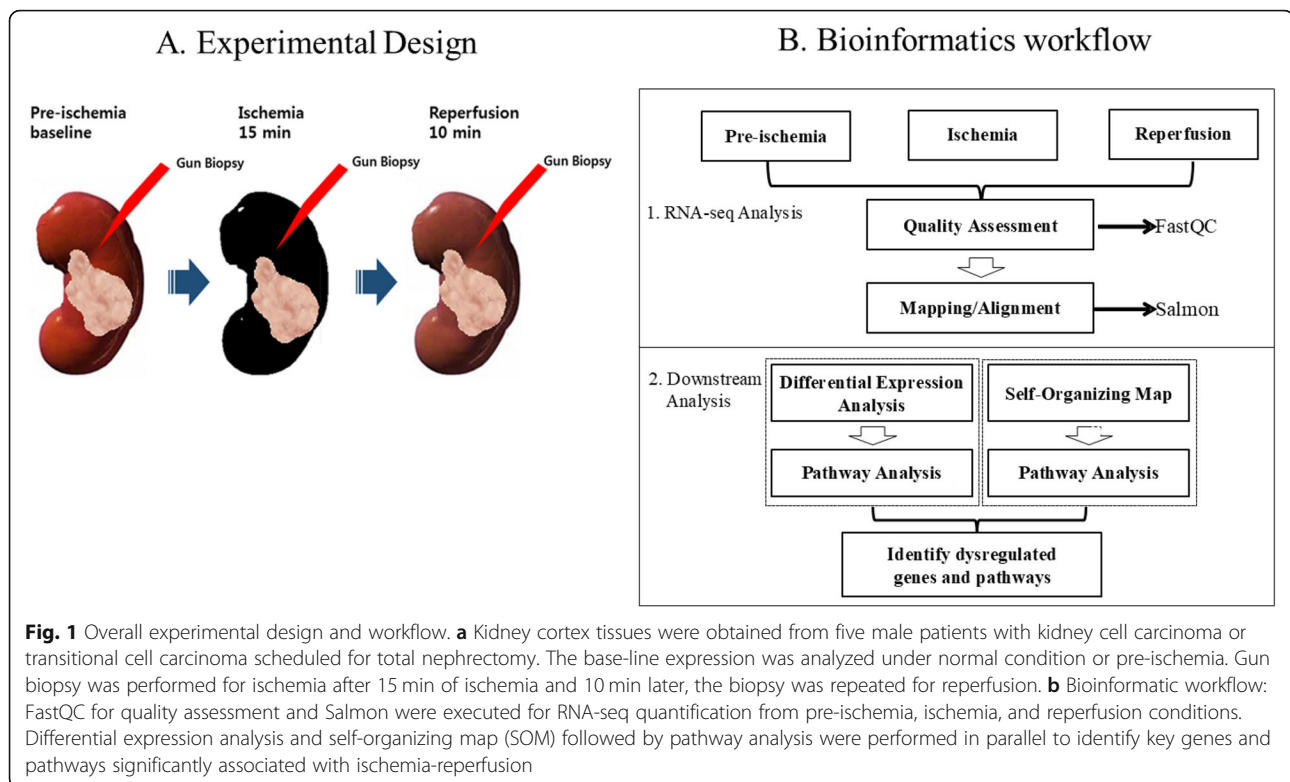 A. Experimental Design
Pre-ischemia
baseline
Ischemia
15 min
Reperfusion
10 min
Gun Biopsy
Gun Biopsy
Gun Biopsy
B. Bioinformatics workflow
Pre-ischemia
Ischemia
Reperfusion
1. RNA-seq Analysis
Quality Assessment
FastQC
Mapping/Alignment
Salmon
2. Downstream
Analysis
Differential Expression
Analysis
Self-Organizing Map
Pathway Analysis
Pathway Analysis
Identify dysregulated
genes and pathways
Fig. 1 Overall experimental design and workflow. a Kidney cortex tissues were obtained from five male patients with kidney cell carcinoma or
transitional cell carcinoma scheduled for total nephrectomy. The base-line expression was analyzed under normal condition or pre-ischemia. Gun
biopsy was performed for ischemia after 15 min of ischemia and 10 min later, the biopsy was repeated for reperfusion. b Bioinformatic workflow:
FastQC for quality assessment and Salmon were executed for RNA-seq quantification from pre-ischemia, ischemia, and reperfusion conditions.
Differential expression analysis and self-organizing map (SOM) followed by pathway analysis were performed in parallel to identify key genes and
pathways significantly associated with ischemia-reperfusion